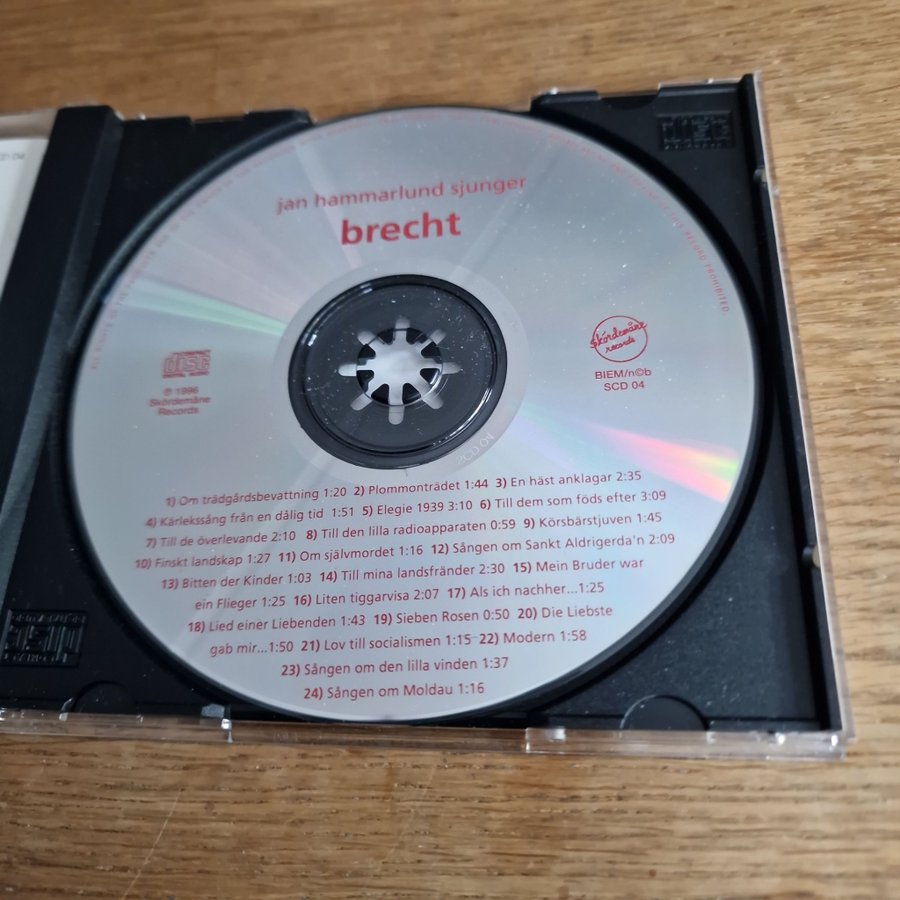 jan hammarlund sjunger
brecht
disc
DIGITAL AUDIO
℗ 1996
Skördemåne
Records
Skördemåne
records
BIEM/n©b
SCD 04
SCD 04
1) Om trädgårdsbevattning 1:20 2) Plommonträdet 1:44 3) En häst anklagar 2:35
4) Kärlekssång från en dålig tid 1:51 5) Elegie 1939 3:10 6) Till dem som föds efter 3:09
7) Till de överlevande 2:10 8) Till den lilla radioapparaten 0:59 9) Körsbärstjuven 1:45
10) Finskt landskap 1:27 11) Om självmordet 1:16 12) Sången om Sankt Aldrigerda'n 2:09
13) Bitten der Kinder 1:03 14) Till mina landsfränder 2:30 15) Mein Bruder war
ein Flieger 1:25 16) Liten tiggarvisa 2:07 17) Als ich nachher...1:25
18) Lied einer Liebenden 1:43 19) Sieben Rosen 0:50 20) Die Liebste
gab mir...1:50 21) Lov till socialismen 1:15 22) Modern 1:58
23) Sången om den lilla vinden 1:37
24) Sången om Moldau 1:16